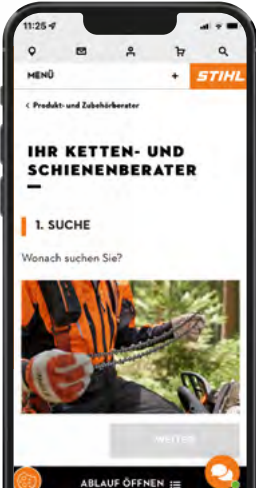 11:25
MENÜ +
STIHL
< Produkt- und Zubehörberater
IHR KETTEN- UND
SCHIENENBERATER
1. SUCHE
Wonach suchen Sie?
WEITER
ABLAUF ÖFFNEN